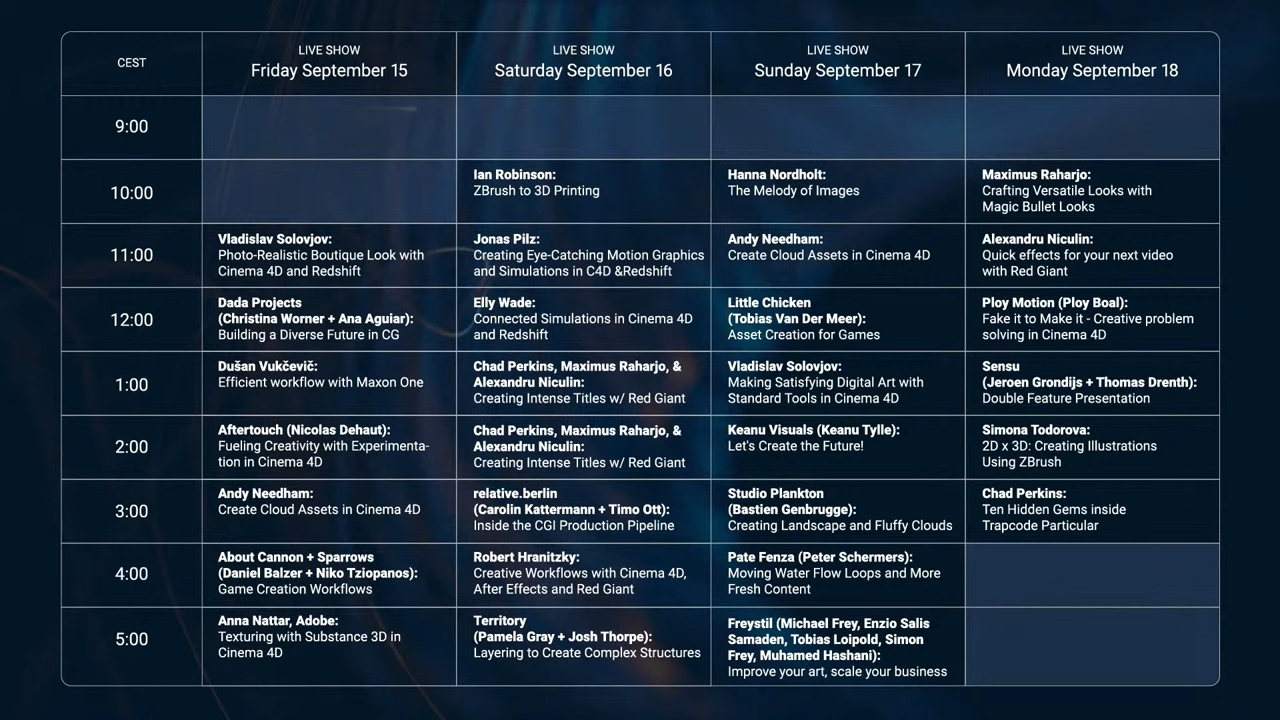 CEST
LIVE SHOW
Friday September 15
LIVE SHOW
Saturday September 16
LIVE SHOW
Sunday September 17
LIVE SHOW
Monday September 18
9:00
10:00
Ian Robinson:
ZBrush to 3D Printing
Hanna Nordholt:
The Melody of Images
Maximus Raharjo:
Crafting Versatile Looks with
Magic Bullet Looks
11:00
Vladislav Solovjov:
Photo-Realistic Boutique Look with
Cinema 4D and Redshift
Jonas Pilz:
Creating Eye-Catching Motion Graphics
and Simulations in C4D &Redshift
Andy Needham:
Create Cloud Assets in Cinema 4D
Alexandru Niculin:
Quick effects for your next video
with Red Giant
12:00
Dada Projects
(Christina Worner + Ana Aguiar):
Building a Diverse Future in CG
Elly Wade:
Connected Simulations in Cinema 4D
and Redshift
Little Chicken
(Tobias Van Der Meer):
Asset Creation for Games
Ploy Motion (Ploy Boal):
Fake it to Make it - Creative problem
solving in Cinema 4D
1:00
Dušan Vukčevič:
Efficient workflow with Maxon One
Chad Perkins, Maximus Raharjo, &
Alexandru Niculin:
Creating Intense Titles w/ Red Giant
Vladislav Solovjov:
Making Satisfying Digital Art with
Standard Tools in Cinema 4D
Sensu
(Jeroen Grondijs + Thomas Drenth):
Double Feature Presentation
2:00
Aftertouch (Nicolas Dehaut):
Fueling Creativity with Experimenta-
tion in Cinema 4D
Chad Perkins, Maximus Raharjo, &
Alexandru Niculin:
Creating Intense Titles w/ Red Giant
Keanu Visuals (Keanu Tylle):
Let's Create the Future!
Simona Todorova:
2D x 3D: Creating Illustrations
Using ZBrush
3:00
Andy Needham:
Create Cloud Assets in Cinema 4D
relative.berlin
(Carolin Kattermann + Timo Ott):
Inside the CGI Production Pipeline
Studio Plankton
(Bastien Genbrugge):
Creating Landscape and Fluffy Clouds
Chad Perkins:
Ten Hidden Gems inside
Trapcode Particular
4:00
About Cannon + Sparrows
(Daniel Balzer + Niko Tziopanos):
Game Creation Workflows
Robert Hranitzky:
Creative Workflows with Cinema 4D,
After Effects and Red Giant
Pate Fenza (Peter Schermers):
Moving Water Flow Loops and More
Fresh Content
5:00
Anna Nattar, Adobe:
Texturing with Substance 3D in
Cinema 4D
Territory
(Pamela Gray + Josh Thorpe):
Layering to Create Complex Structures
Freystil (Michael Frey, Enzio Salis
Samaden, Tobias Loipold, Simon
Frey, Muhamed Hashani):
Improve your art, scale your business